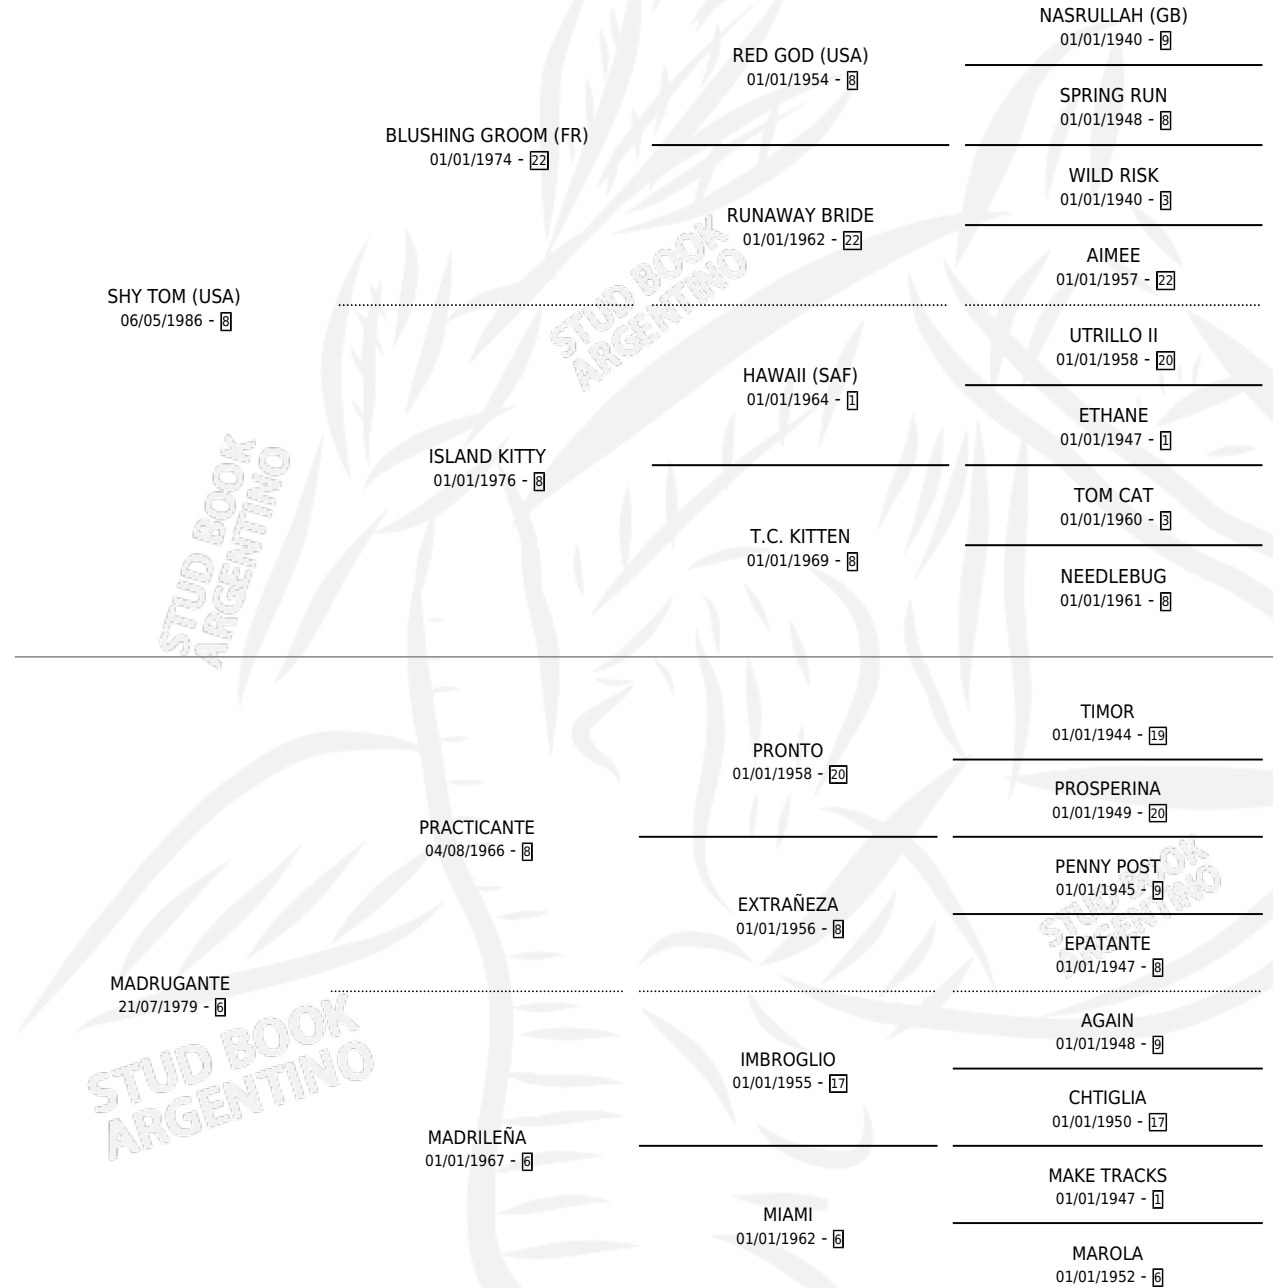 NASRULLAH (GB)
01/01/1940 - 9
RED GOD (USA)
01/01/1954 - 8
SPRING RUN
01/01/1948 - 8
BLUSHING GROOM (FR)
01/01/1974 - 22
WILD RISK
01/01/1940 - 3
RUNAWAY BRIDE
01/01/1962 - 22
AIMEE
01/01/1957 - 22
SHY TOM (USA)
06/05/1986 - 8
UTRILLO II
01/01/1958 - 20
HAWAII (SAF)
01/01/1964 - 1
ETHANE
01/01/1947 - 1
ISLAND KITTY
01/01/1976 - 8
TOM CAT
01/01/1960 - 3
T.C. KITTEN
01/01/1969 - 8
NEEDLEBUG
01/01/1961 - 8
TIMOR
01/01/1944 - 19
PRONTO
01/01/1958 - 20
PROSPERINA
01/01/1949 - 20
PRACTICANTE
04/08/1966 - 8
PENNY POST
01/01/1945 - 9
EXTRAÑEZA
01/01/1956 - 8
EPATANTE
01/01/1947 - 8
MADRUGANTE
21/07/1979 - 6
AGAIN
01/01/1948 - 9
IMBROGLIO
01/01/1955 - 17
CHTIGLIA
01/01/1950 - 17
MADRILEÑA
01/01/1967 - 6
MAKE TRACKS
01/01/1947 - 1
MIAMI
01/01/1962 - 6
MAROLA
01/01/1952 - 6
STUD BOOK
ARGENTINO
STUD BOOK
ARGENTINO
STUD BOOK
ARGENTINO
STUD BOOK
ARGENTINO